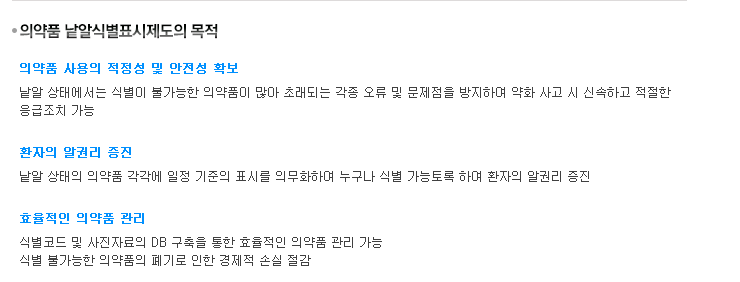 의약품 낱알식별표시제도의 목적
의약품 사용의 적정성 및 안전성 확보
낱알 상태에서는 식별이 불가능한 의약품이 많아 초래되는 각종 오류 및 문제점을 방지하며 약화 사고 시 신속하고 적절한
응급조치 가능
환자의 알권리 증진
낱알 상태의 의약품 각각에 일정 기준의 표시를 의무화하며 누구나 식별 가능토록 하며 환자의 알권리 증진
효율적인 의약품 관리
식별코드 및 사진자료의 DB 구축을 통한 효율적인 의약품 관리 가능
식별 불가능한 의약품의 폐기로 인한 경제적 손실 절감